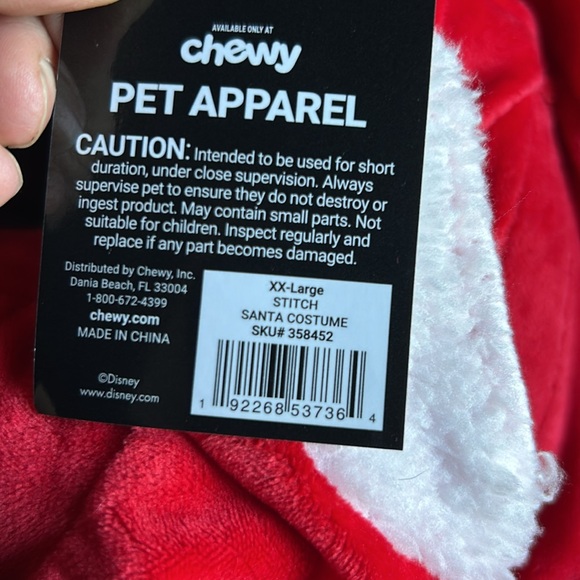 AVAILABLE ONLY AT
chewy
PET APPAREL
CAUTION: Intended to be used for short
duration, under close supervision. Always
supervise pet to ensure they do not destroy or
ingest product. May contain small parts. Not
suitable for children. Inspect regularly and
replace if any part becomes damaged.
Distributed by Chewy, Inc.
Dania Beach, FL 33004
1-800-672-4399
chewy.com
MADE IN CHINA
©Disney
www.disney.com
XX-Large
STITCH
SANTA COSTUME
SKU# 358452
1 92268 53736 4